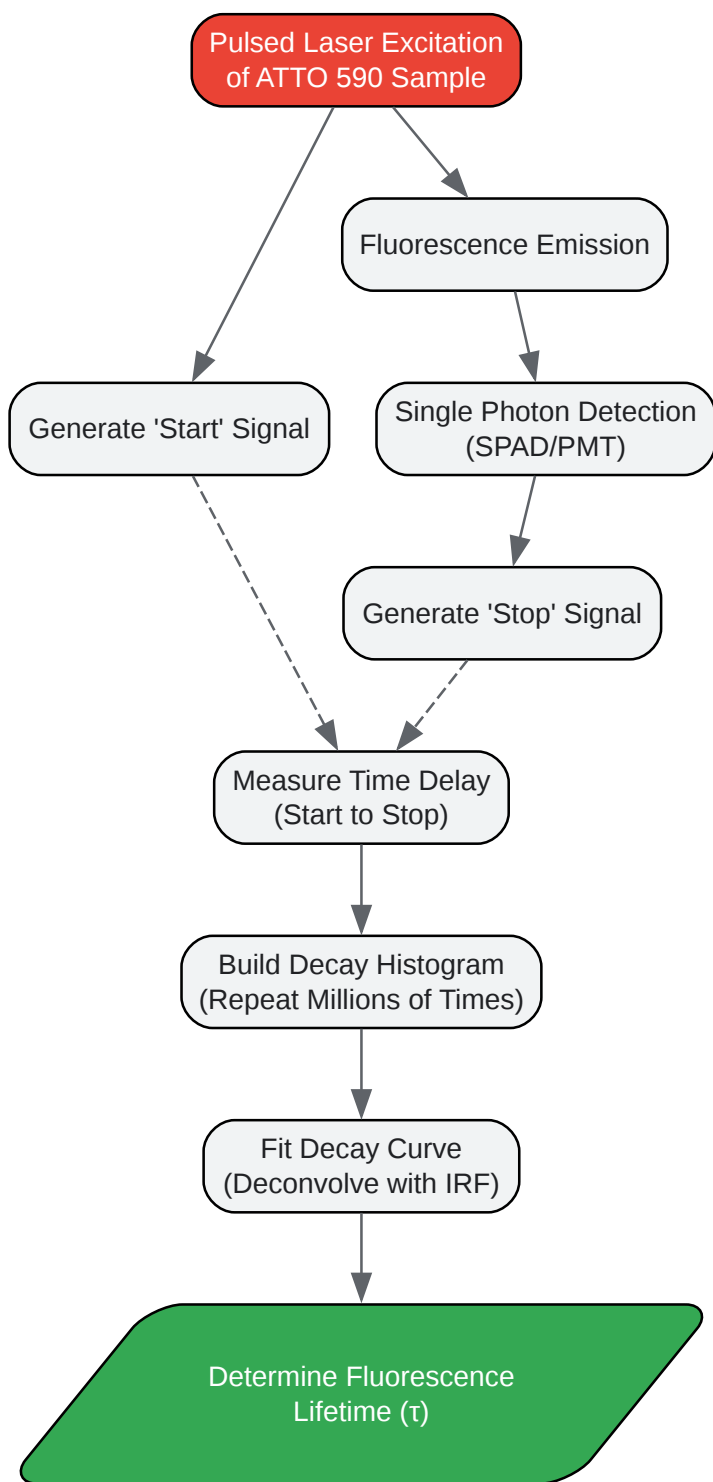 Pulsed Laser Excitation
of ATTO 590 Sample
Fluorescence Emission
Generate 'Start' Signal
Single Photon Detection
(SPAD/PMT)
Generate 'Stop' Signal
Measure Time Delay
(Start to Stop)
Build Decay Histogram
(Repeat Millions of Times)
Fit Decay Curve
(Deconvolve with IRF)
Determine Fluorescence
Lifetime (τ)